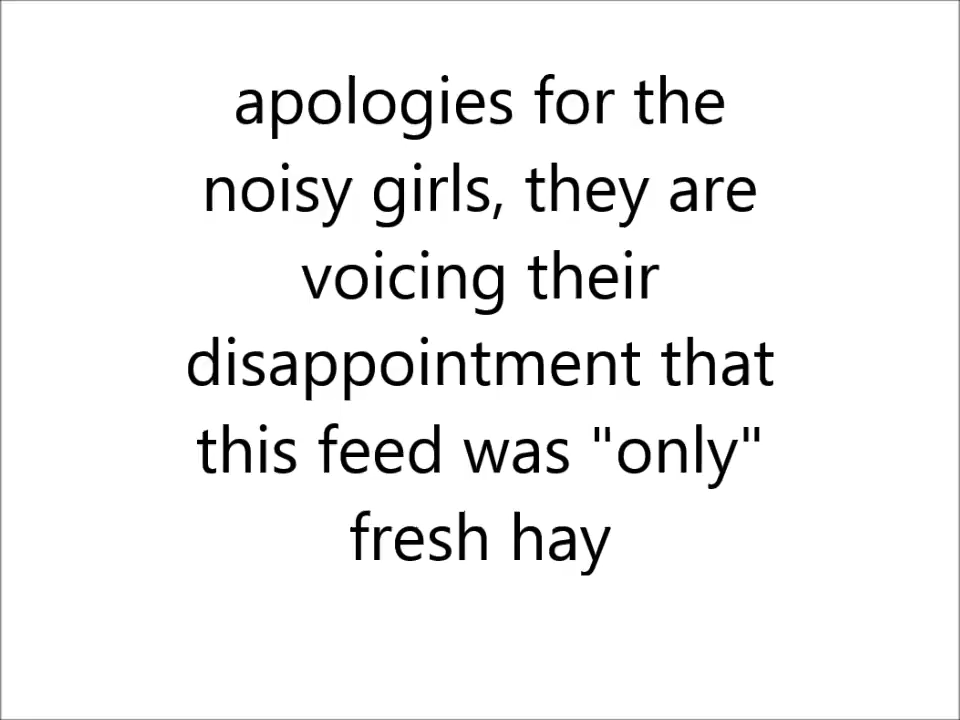 apologies for the
noisy girls, they are
voicing their
disappointment that
this feed was "only"
fresh hay